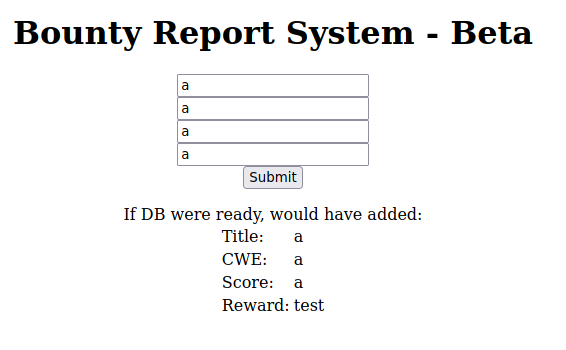 Bounty Report System - Beta
a
a
a
a
Submit
If DB were ready, would have added:
Title: a
CWE: a
Score: a
Reward: test